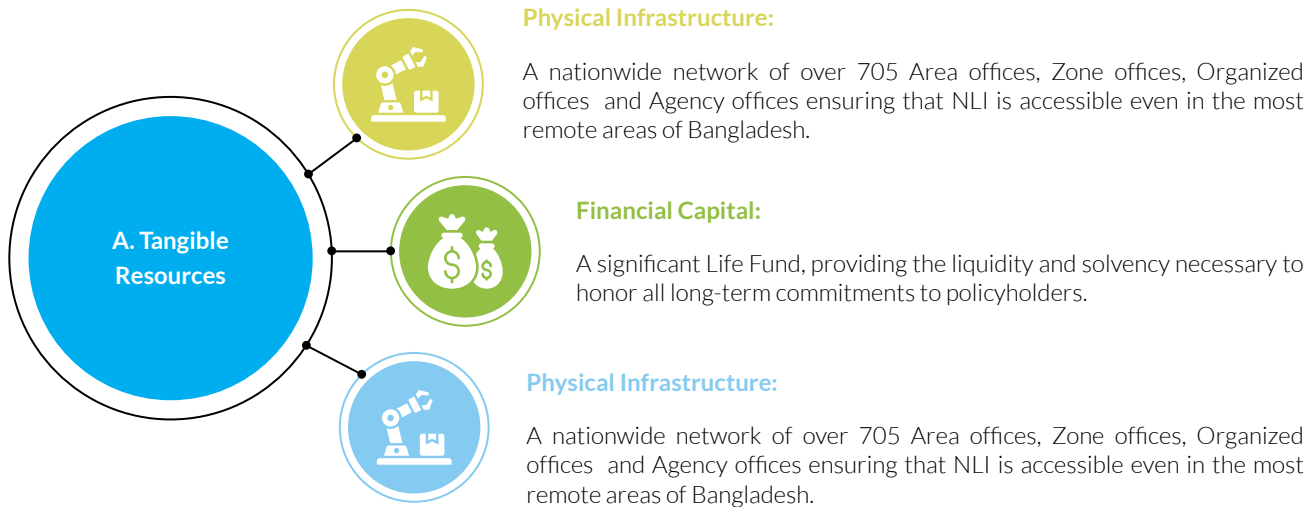 Physical Infrastructure:
A nationwide network of over 705 Area offices, Zone offices, Organized
offices and Agency offices ensuring that NLI is accessible even in the most
remote areas of Bangladesh.
A. Tangible
Resources
Financial Capital:
A significant Life Fund, providing the liquidity and solvency necessary to
honor all long-term commitments to policyholders.
Physical Infrastructure:
A nationwide network of over 705 Area offices, Zone offices, Organized
offices and Agency offices ensuring that NLI is accessible even in the most
remote areas of Bangladesh.